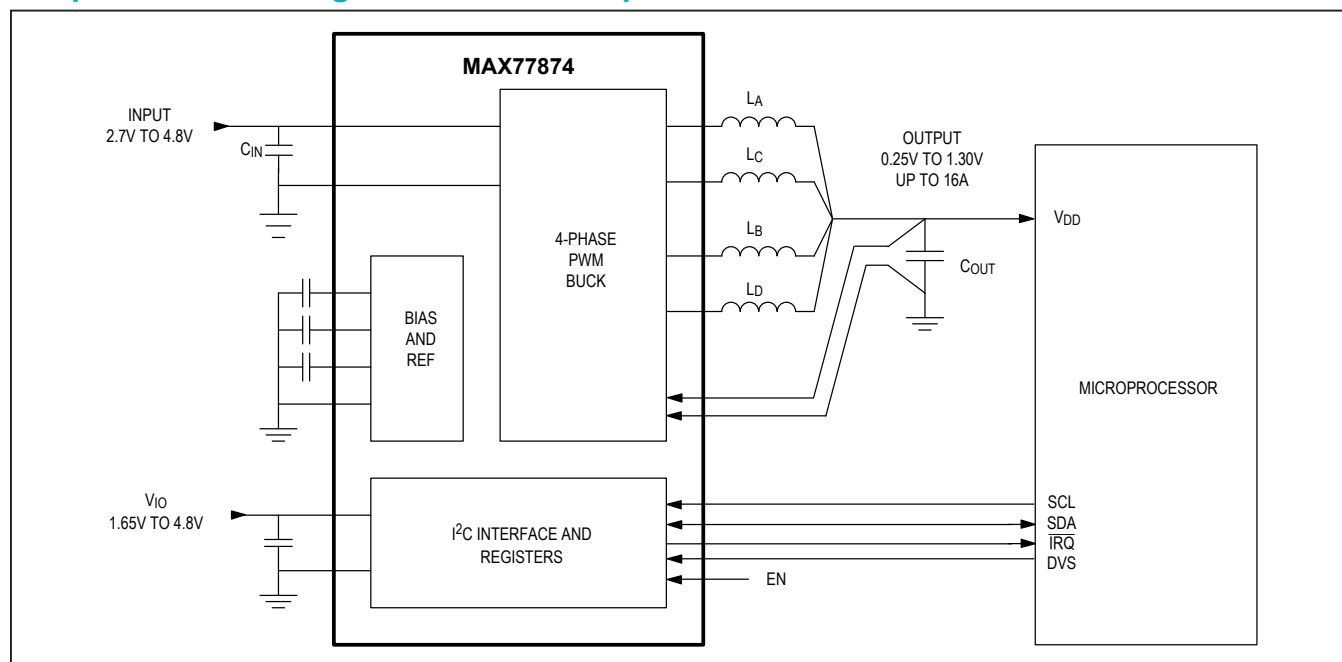 MAX77874
INPUT
2.7V TO 4.8V
CIN
4-PHASE
PWM
BUCK
LA
LC
LB
LD
OUTPUT
0.25V TO 1.30V
UP TO 16A
VDD
COUT
BIAS
AND
REF
MICROPROCESSOR
VIO
1.65V TO 4.8V
I2C INTERFACE AND
REGISTERS
SCL
SDA
IRQ
DVS
EN